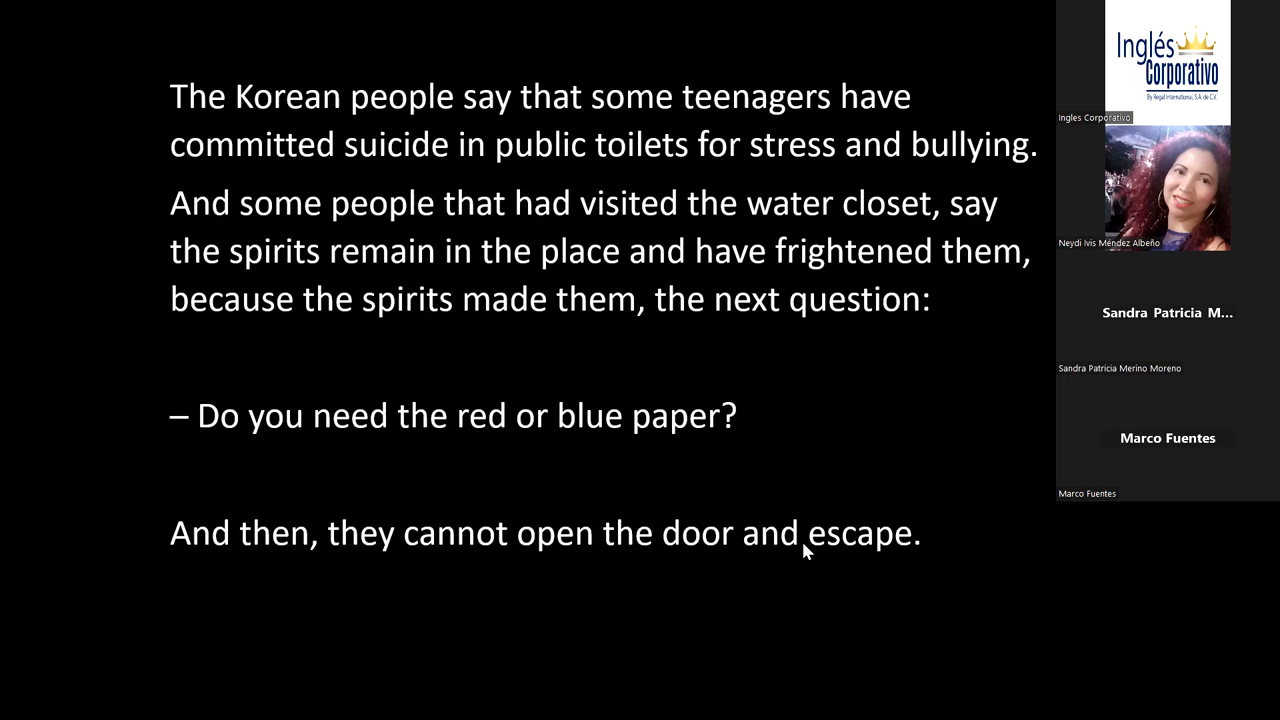 The Korean people say that some teenagers have
committed suicide in public toilets for stress and bullying.
And some people that had visited the water closet, say
the spirits remain in the place and have frightened them,
because the spirits made them, the next question:
– Do you need the red or blue paper?
And then, they cannot open the door and escape.
Inglés
Corporativo
By Regal International, S.A. de C.V.
Ingles Corporativo
Neydi Ivis Méndez Albeño
Sandra Patricia M...
Sandra Patricia Merino Moreno
Marco Fuentes
Marco Fuentes